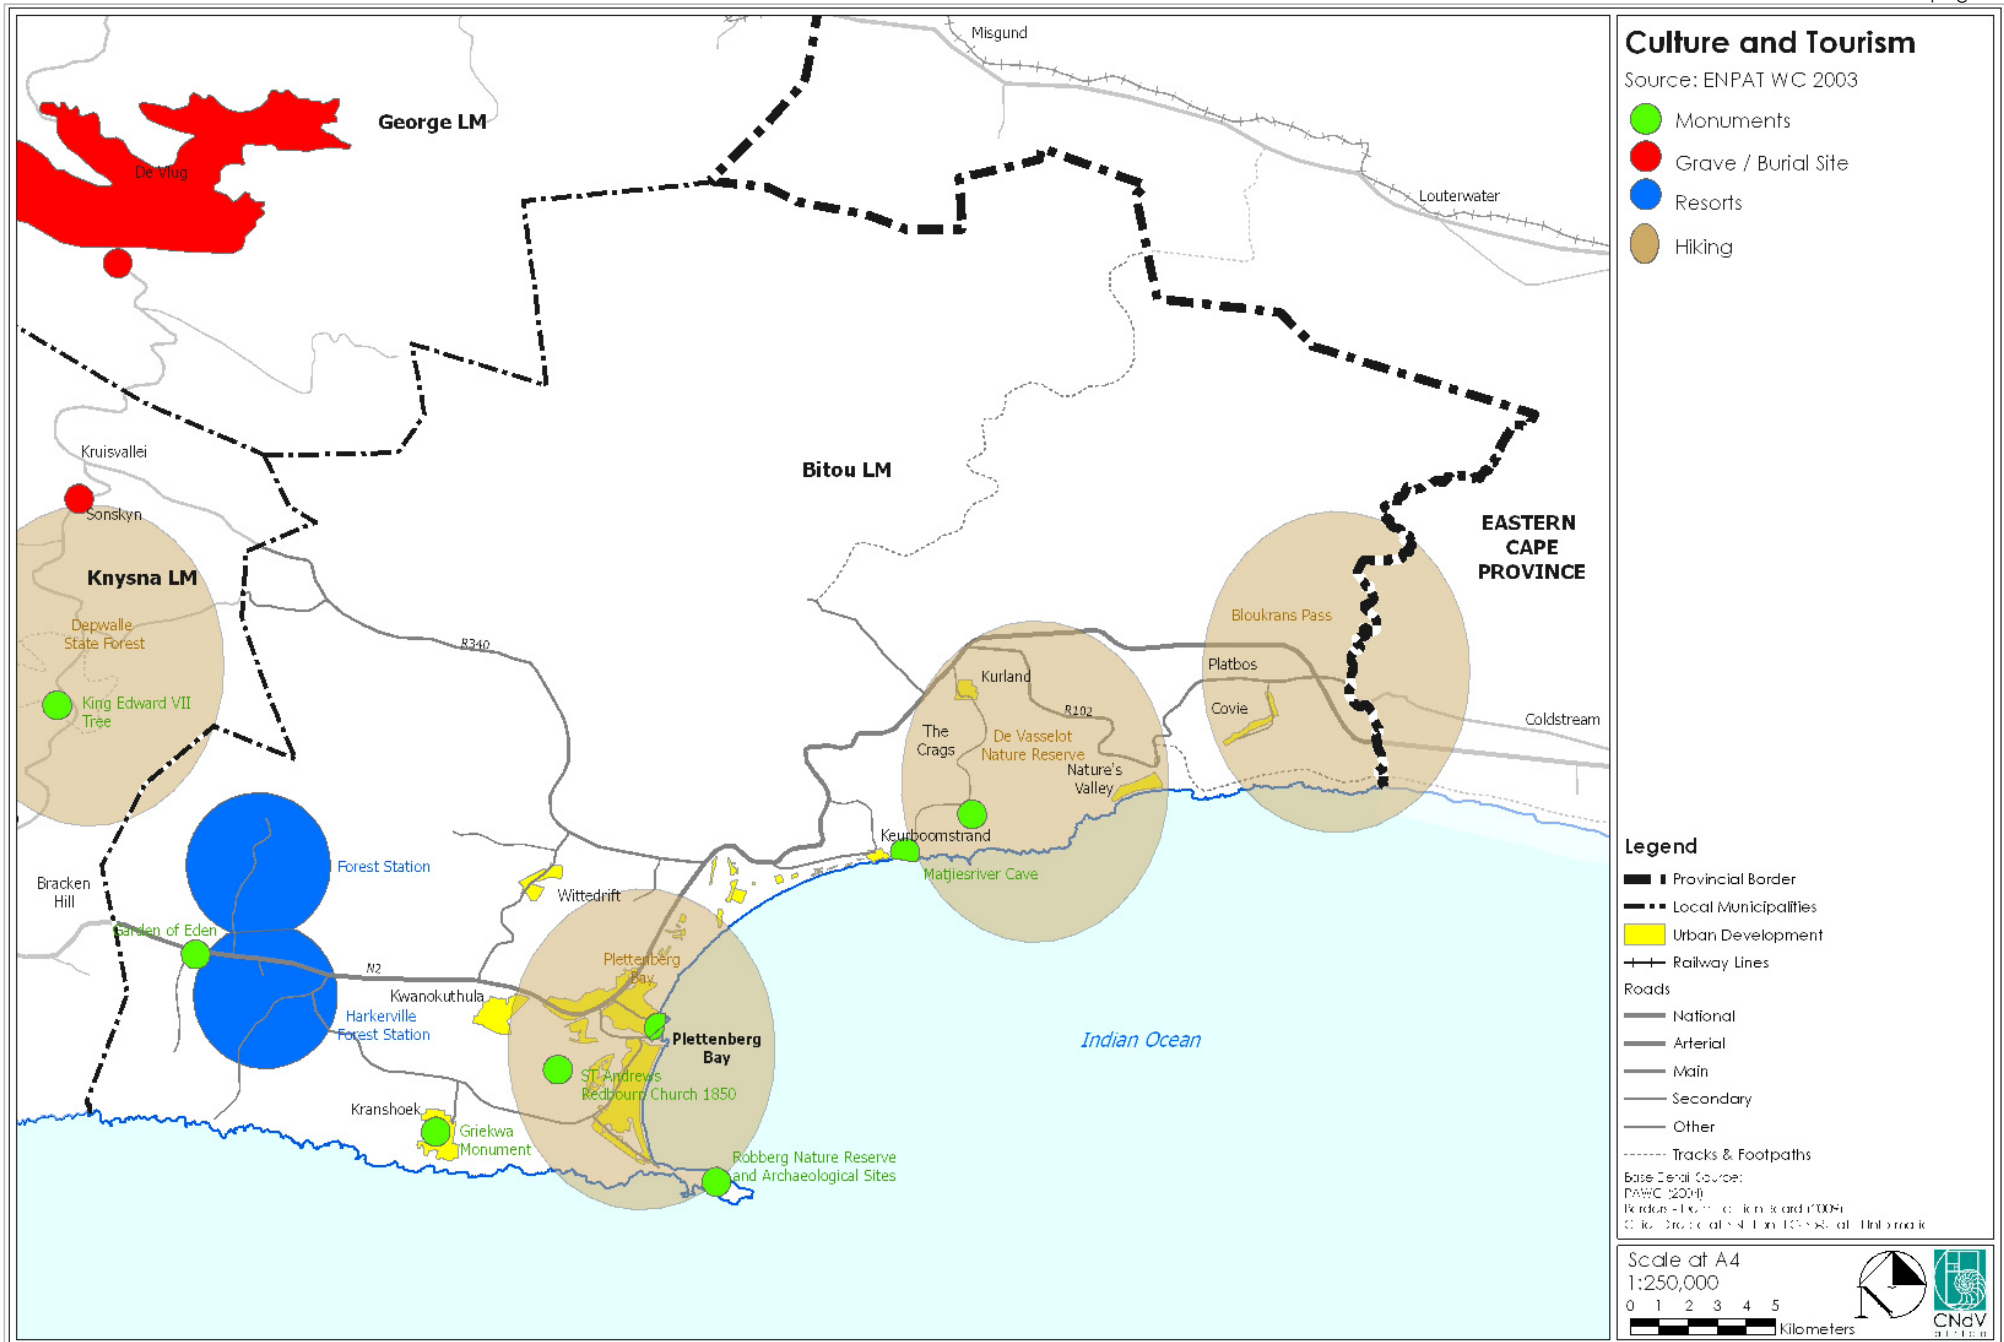 Misgund
George LM
De Vlug
Louterwater
Kruisvallei
Sonskyn
Bitou LM
EASTERN
CAPE
PROVINCE
Knysna LM
Depwalle
State Forest
R340
Bloukrans Pass
Platbos
Kurland
King Edward VII
Tree
R102
Covie
Coldstream
The
Crags
De Vasselot
Nature Reserve
Nature's
Valley
Keurboomstrand
Matjiesriver Cave
Forest Station
Bracken
Hill
Wittedrift
Garden of Eden
N2
Plettenberg
Bay
Kwanokuthula
Harkerville
Forest Station
Plettenberg
Bay
Indian Ocean
ST Andrews
Redbourn Church 1850
Kranshoek
Griekwa
Monument
Robberg Nature Reserve
and Archaeological Sites
Culture and Tourism
Source: ENPAT WC 2003
Monuments
Grave / Burial Site
Resorts
Hiking
Legend
Provincial Border
Local Municipalities
Urban Development
Railway Lines
Roads
National
Arterial
Main
Secondary
Other
Tracks & Footpaths
Base Detail Source:
PAWC (2004)
Scale at A4
1:250,000
0 1 2 3 4 5
Kilometers
N
CNdV